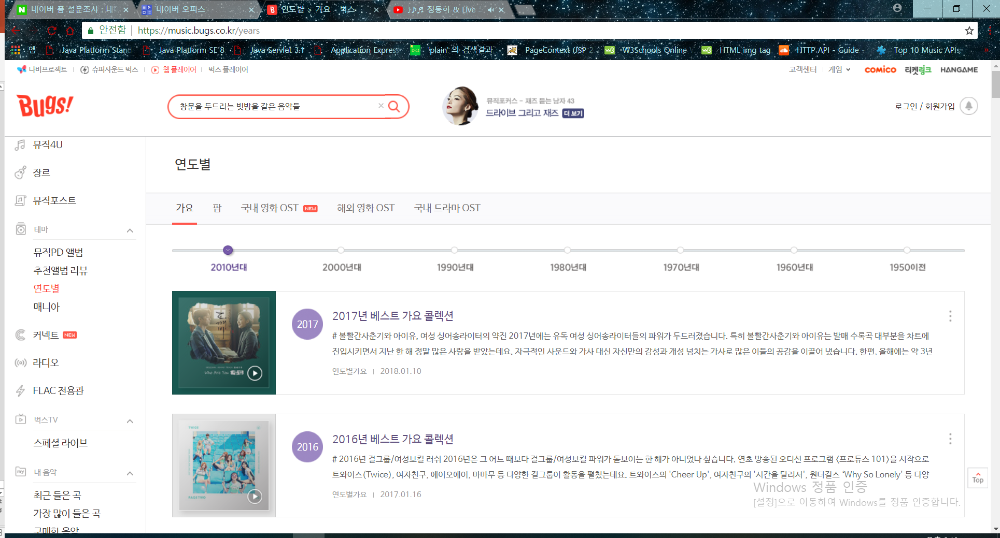 네이버 폼 설문조사 : 네이
네이버 오피스
연도별 > 가요 - 벅스
♪♪♬ 정동하 & Live
안전함 https://music.bugs.co.kr/years
앱 Java Platform Stand Java Platform SE 8 Java Servlet 3.1 Application Express 'plain' 의 검색결과 PageContext (JSP 2. W3Schools Online HTML img tag HTTP API - Guide Top 10 Music APIs
나비프로젝트 슈퍼사운드 벅스 웹 플레이어 벅스 플레이어 고객센터 게임 COMICO 티켓링크 HANGAME
Bugs!
창문을 두드리는 빗방울 같은 음악들
뮤직포커스 - 재즈 듣는 남자 43
드라이브 그리고 재즈 더 보기
로그인 / 회원가입
뮤직4U
장르
뮤직포스트
테마
뮤직PD 앨범
추천앨범 리뷰
연도별
매니아
커넥트 NEW
라디오
FLAC 전용관
벅스TV
스페셜 라이브
my 내 음악
최근 들은 곡
가장 많이 들은 곡
구매한 음악
연도별
가요 팝 국내 영화 OST NEW 해외 영화 OST 국내 드라마 OST
2010년대 2000년대 1990년대 1980년대 1970년대 1960년대 1950이전
도깨비
Who Are You
2017
2017년 베스트 가요 콜렉션
# 볼빨간사춘기와 아이유, 여성 싱어송라이터의 약진 2017년에는 유독 여성 싱어송라이터들의 파워가 두드러졌습니다. 특히 볼빨간사춘기와 아이유는 발매 수록곡 대부분을 차트에
진입시키면서 지난 한 해 정말 많은 사랑을 받았는데요. 자극적인 사운드와 가사 대신 자신만의 감성과 개성 넘치는 가사로 많은 이들의 공감을 이끌어 냈습니다. 한편, 올해에는 약 3년
연도별가요 2018.01.10
TWICE
PAGE TWO
2016
2016년 베스트 가요 콜렉션
# 2016년 걸그룹/여성보컬 러쉬 2016년은 그 어느 때보다 걸그룹/여성보컬 파워가 돋보이는 한 해가 아니었나 싶습니다. 연초 방송된 오디션 프로그램 <프로듀스 101>을 시작으로
트와이스(Twice), 여자친구, 에이오에이, 마마무 등 다양한 걸그룹이 활동을 펼쳤는데요. 트와이스의 'Cheer Up', 여자친구의 '시간을 달려서', 원더걸스 ‘Why So Lonely' 등 다양
연도별가요 2017.01.16
Top
Windows 정품 인증
[설정]으로 이동하여 Windows를 정품 인증합니다.